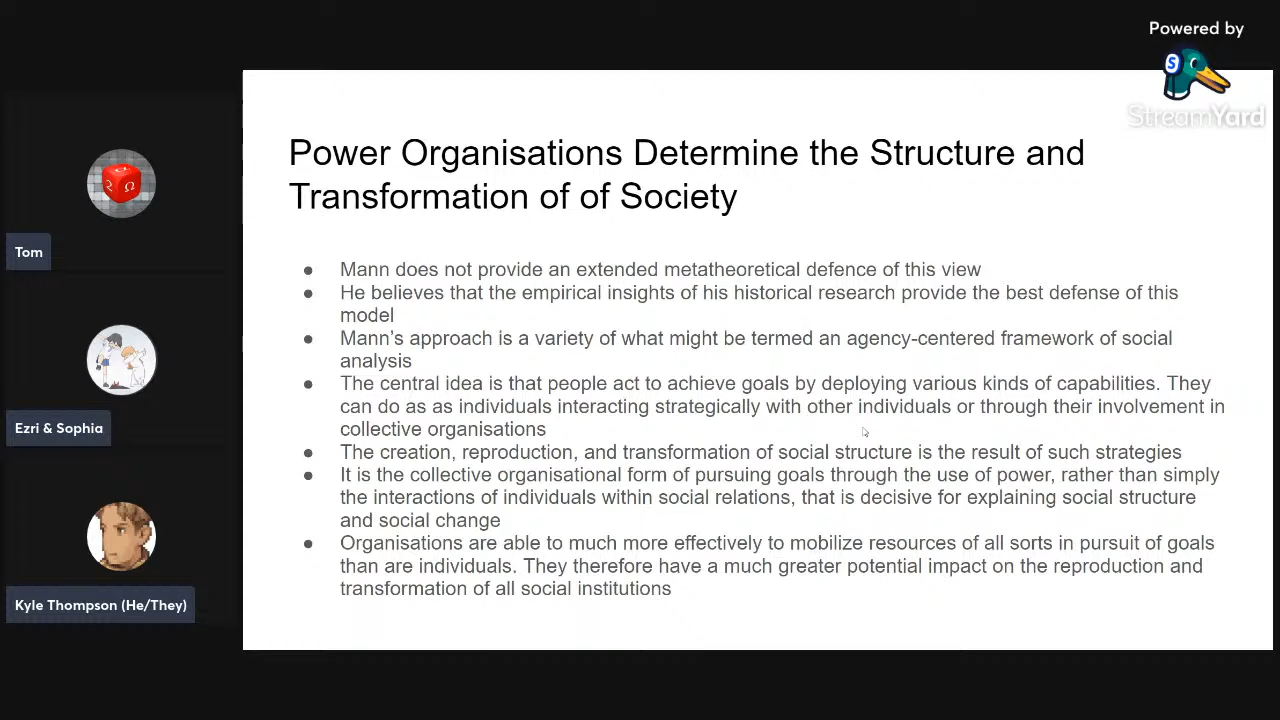 Powered by
S
StreamYard
Power Organisations Determine the Structure and
Transformation of of Society
● Mann does not provide an extended metatheoretical defence of this view
● He believes that the empirical insights of his historical research provide the best defense of this
model
● Mann's approach is a variety of what might be termed an agency-centered framework of social
analysis
● The central idea is that people act to achieve goals by deploying various kinds of capabilities. They
can do as as individuals interacting strategically with other individuals or through their involvement in
collective organisations
● The creation, reproduction, and transformation of social structure is the result of such strategies
● It is the collective organisational form of pursuing goals through the use of power, rather than simply
the interactions of individuals within social relations, that is decisive for explaining social structure
and social change
● Organisations are able to much more effectively to mobilize resources of all sorts in pursuit of goals
than are individuals. They therefore have a much greater potential impact on the reproduction and
transformation of all social institutions
Tom
Ezri & Sophia
Kyle Thompson (He/They)